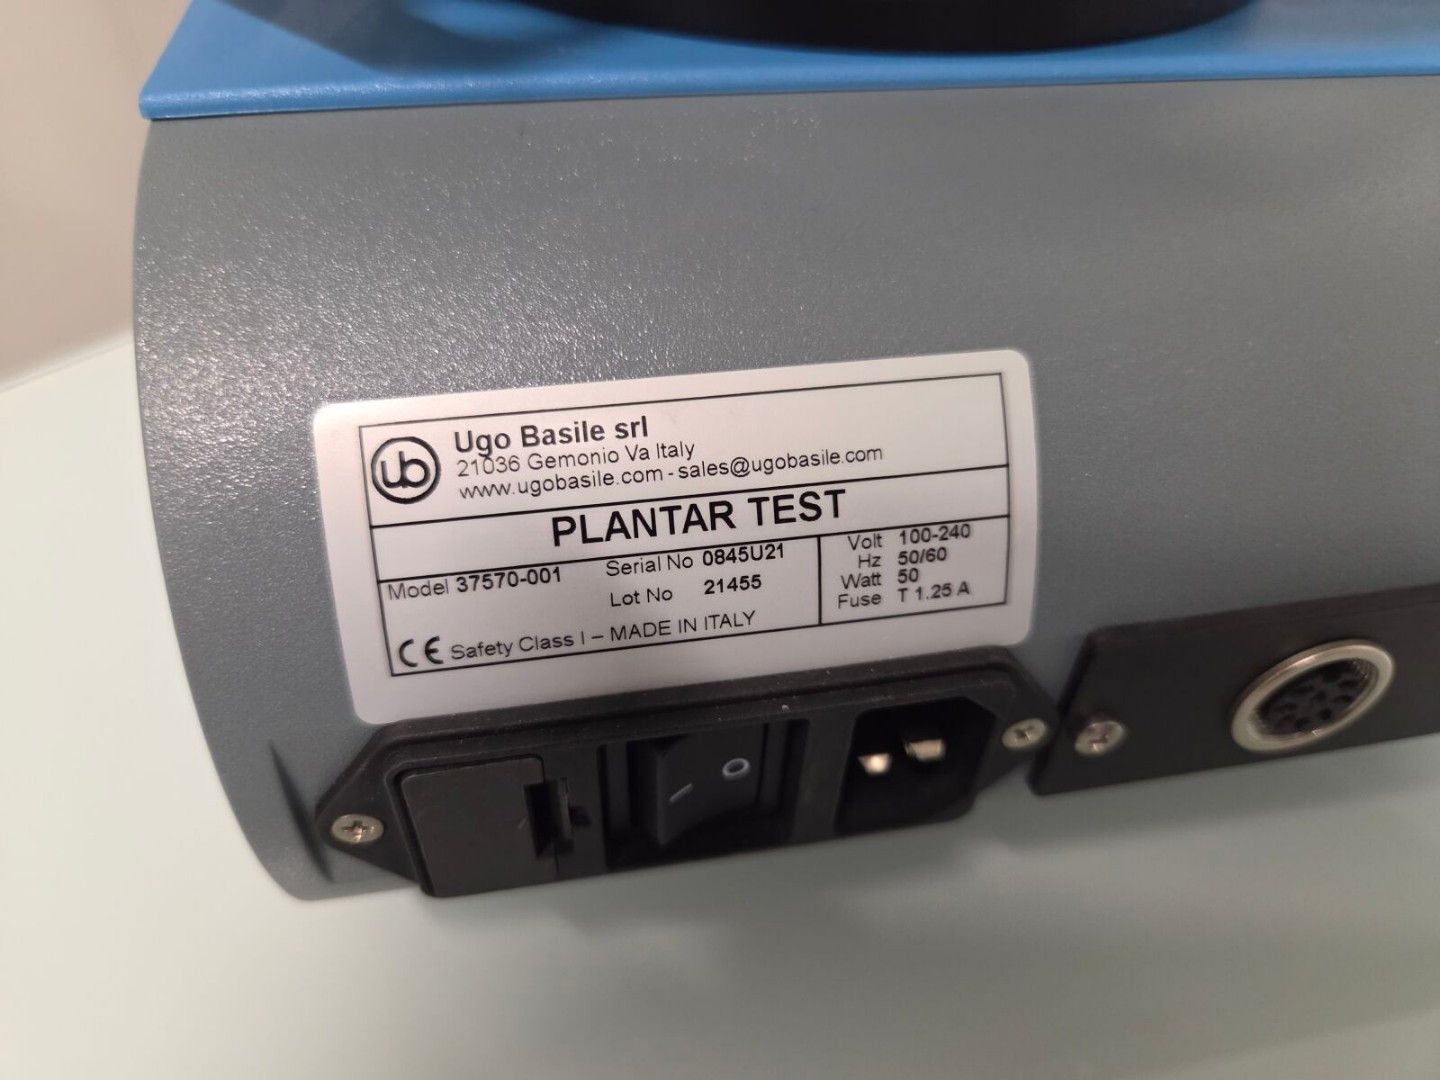 ub
Ugo Basile srl
21036 Gemonio Va Italy
www.ugobasile.com - sales@ugobasile.com
PLANTAR TEST
Model 37570-001
Serial No 0845U21
Lot No 21455
Volt 100-240
Hz 50/60
Watt 50
Fuse T 1.25 A
CE Safety Class I – MADE IN ITALY